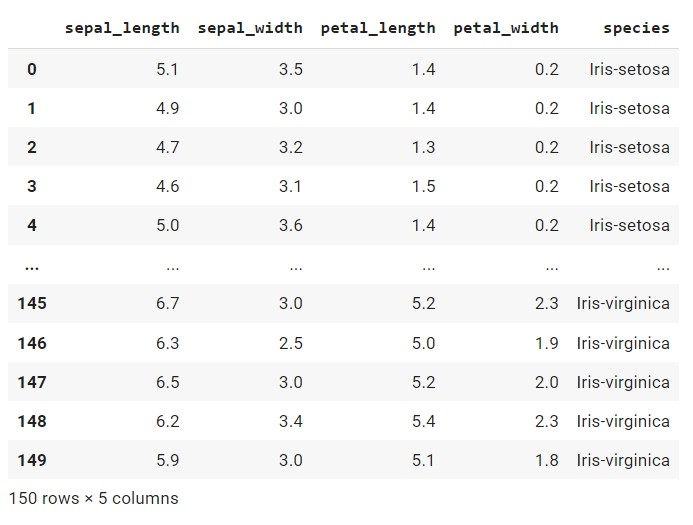 sepal_length sepal_width petal_length petal_width species
0 5.1 3.5 1.4 0.2 Iris-setosa
1 4.9 3.0 1.4 0.2 Iris-setosa
2 4.7 3.2 1.3 0.2 Iris-setosa
3 4.6 3.1 1.5 0.2 Iris-setosa
4 5.0 3.6 1.4 0.2 Iris-setosa
... ... ... ... ... ...
145 6.7 3.0 5.2 2.3 Iris-virginica
146 6.3 2.5 5.0 1.9 Iris-virginica
147 6.5 3.0 5.2 2.0 Iris-virginica
148 6.2 3.4 5.4 2.3 Iris-virginica
149 5.9 3.0 5.1 1.8 Iris-virginica
150 rows × 5 columns